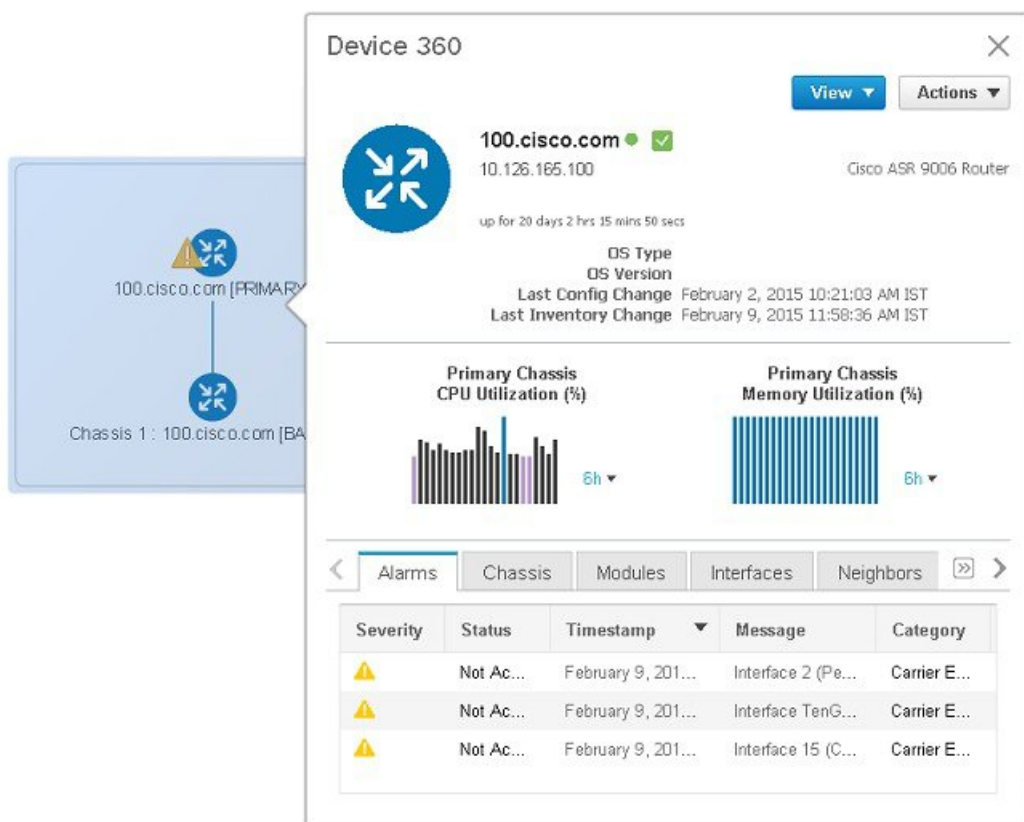 Device 360
View
Actions
100.cisco.com
10.126.165.100
Cisco ASR 9006 Router
up for 20 days 2 hrs 15 mins 50 secs
OS Type
OS Version
Last Config Change February 2, 2015 10:21:03 AM IST
Last Inventory Change February 9, 2015 11:58:36 AM IST
100.cisco.com [PRIMARY
Chassis 1 : 100.cisco.com [BA
Primary Chassis
CPU Utilization (%)
6h
Primary Chassis
Memory Utilization (%)
6h
Alarms Chassis Modules Interfaces Neighbors
Severity Status Timestamp Message Category
Not Ac... February 9, 201... Interface 2 (Pe... Carrier E...
Not Ac... February 9, 201... Interface TenG... Carrier E...
Not Ac... February 9, 201... Interface 15 (C... Carrier E...